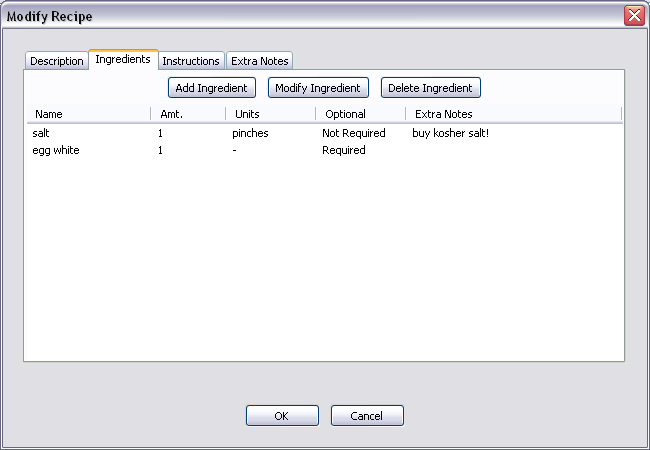 Modify Recipe
Description Ingredients Instructions Extra Notes
Add Ingredient Modify Ingredient Delete Ingredient
Name Amt. Units Optional Extra Notes
salt 1 pinches Not Required buy kosher salt!
egg white 1 - Required
OK Cancel